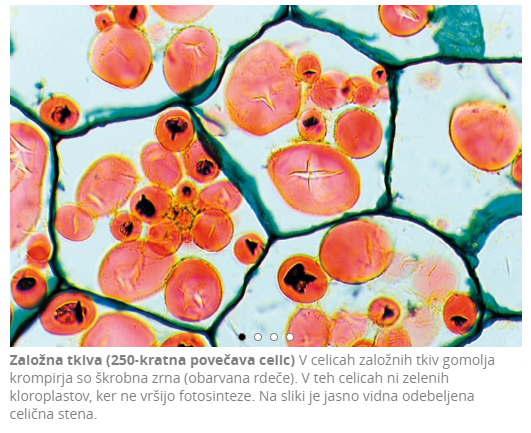 Založna tkiva (250-kratna povečava celic) V celicah založnih tkiv gomolja
krompirja so škrobna zrna (obarvana rdeče). V teh celicah ni zelenih
kloroplastov, ker ne vršijo fotosinteze. Na sliki je jasno vidna odebeljena
celična stena.